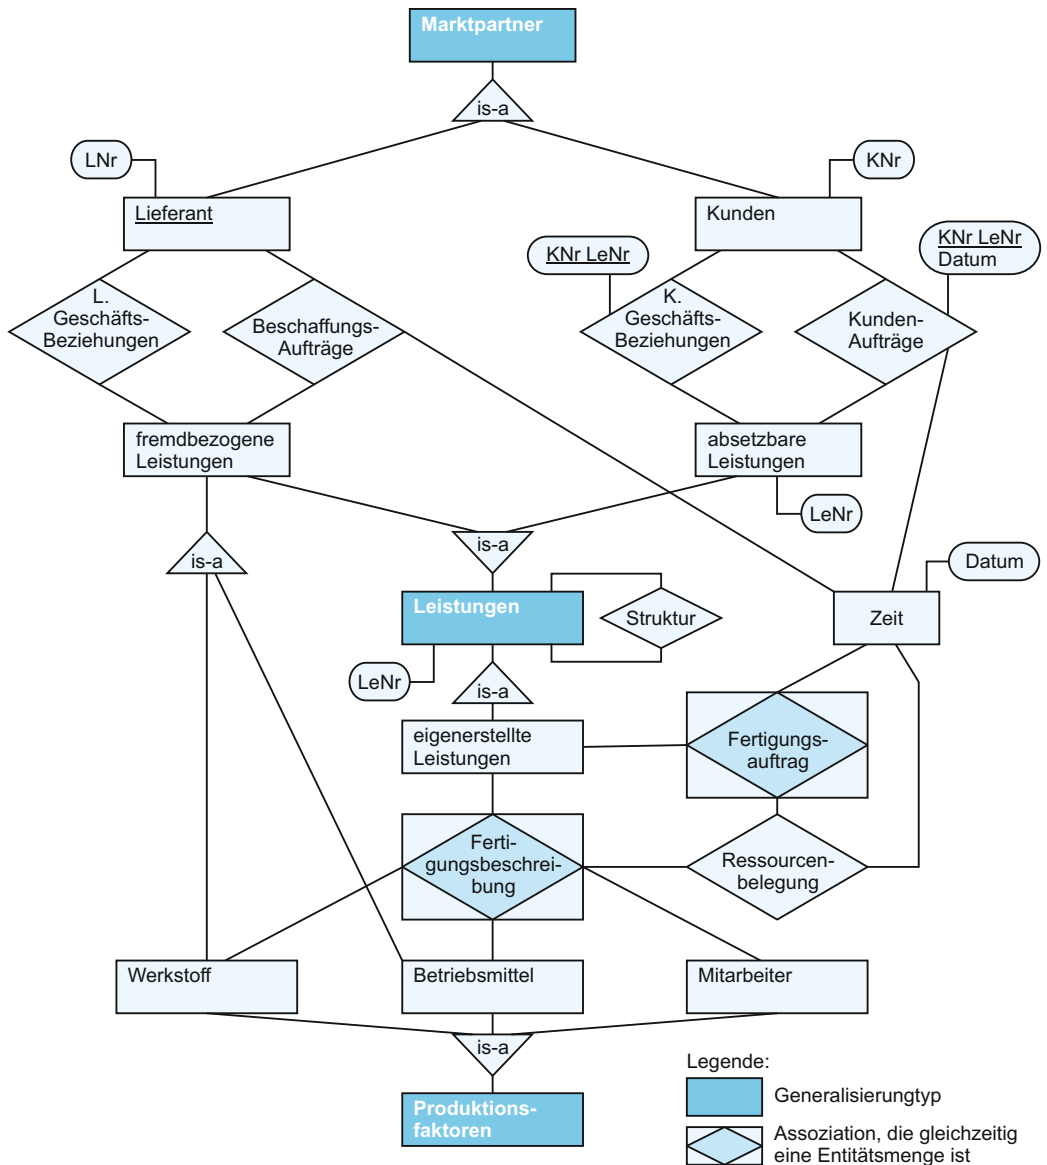 Marktpartner
is-a
LNr
KNr
Lieferant
Kunden
KNr LeNr
KNr LeNr
Datum
L.
Geschäfts-
Beziehungen
Beschaffungs-
Aufträge
K.
Geschäfts-
Beziehungen
Kunden-
Aufträge
fremdbezogene
Leistungen
absetzbare
Leistungen
LeNr
is-a
is-a
Datum
Leistungen
Struktur
Zeit
LeNr
is-a
eigenerstellte
Leistungen
Fertigungs-
auftrag
Ferti-
gungsbeschrei-
bung
Ressourcen-
belegung
Werkstoff
Betriebsmittel
Mitarbeiter
is-a
Produktions-
faktoren
Legende:
Generalisierungtyp
Assoziation, die gleichzeitig
eine Entitätsmenge ist